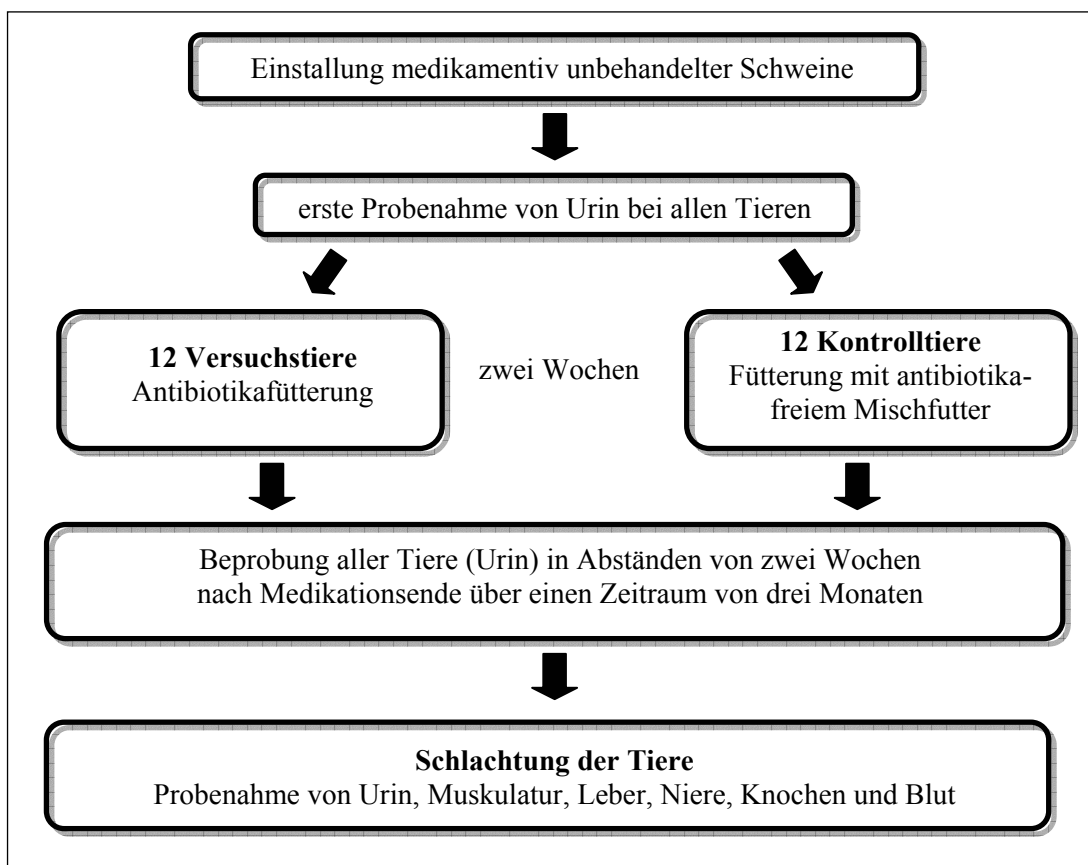 Einstallung medikamentiv unbehandelter Schweine
erste Probenahme von Urin bei allen Tieren
12 Versuchstiere
Antibiotikafütterung
zwei Wochen
12 Kontrolltiere
Fütterung mit antibiotika-
freiem Mischfutter
Beprobung aller Tiere (Urin) in Abständen von zwei Wochen
nach Medikationsende über einen Zeitraum von drei Monaten
Schlachtung der Tiere
Probenahme von Urin, Muskulatur, Leber, Niere, Knochen und Blut